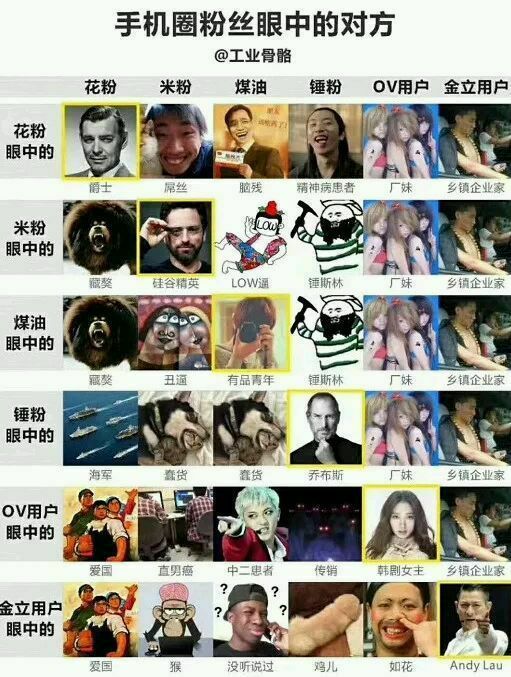 手机圈粉丝眼中的对方
@工业骨骼
花粉 米粉 煤油 锤粉 OV用户 金立用户
花粉
眼中的
爵士 屌丝 脑残 精神病患者 厂妹 乡镇企业家
米粉
眼中的
LOW
藏獒 硅谷精英 LOW逼 锤斯林 厂妹 乡镇企业家
煤油
眼中的
藏獒 丑逼 有品青年 锤斯林 厂妹 乡镇企业家
锤粉
眼中的
海军 蠢货 蠢货 乔布斯 厂妹 乡镇企业家
OV用户
眼中的
爱国 直男癌 中二患者 传销 韩剧女主 乡镇企业家
金立用户
眼中的
? ? ?
爱国 猴 没听说过 鸡儿 如花 Andy Lau